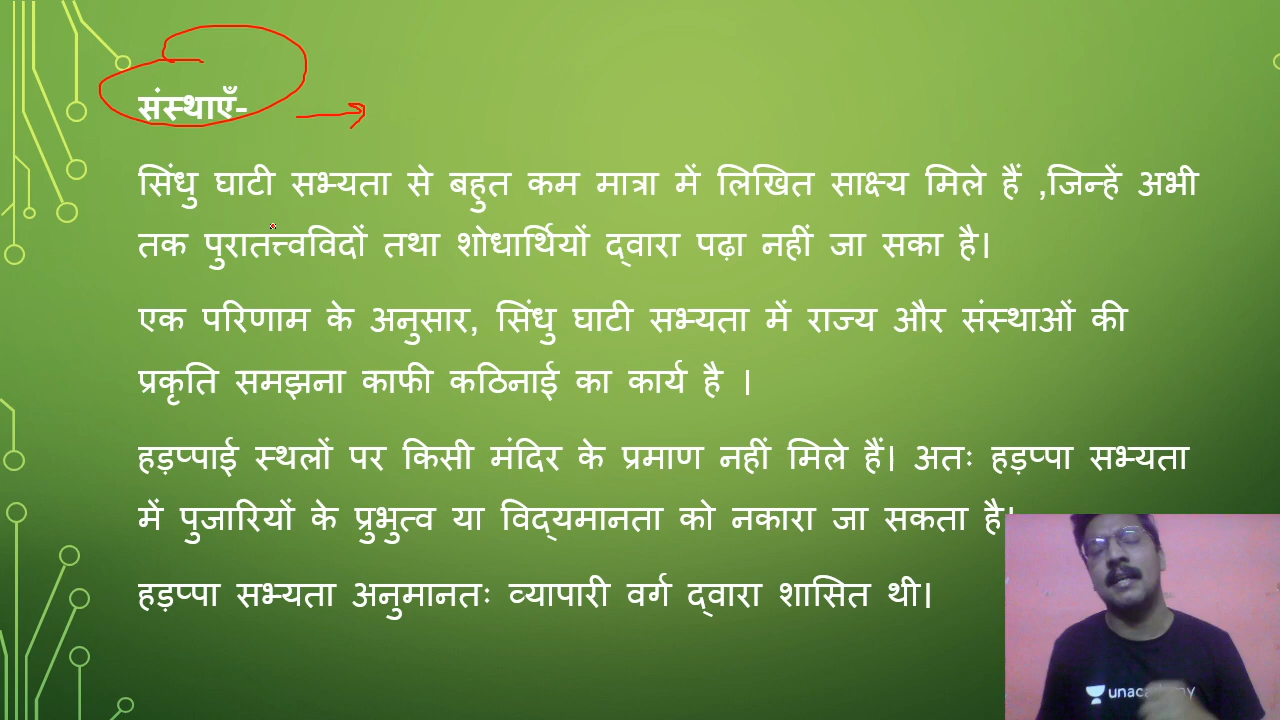 संस्थाएँ-
सिंधु घाटी सभ्यता से बहुत कम मात्रा में लिखित साक्ष्य मिले हैं ,जिन्हें अभी
तक पुरातत्त्वविदों तथा शोधार्थियों द्वारा पढ़ा नहीं जा सका है।
एक परिणाम के अनुसार, सिंधु घाटी सभ्यता में राज्य और संस्थाओं की
प्रकृति समझना काफी कठिनाई का कार्य है ।
हड़प्पाई स्थलों पर किसी मंदिर के प्रमाण नहीं मिले हैं। अतः हड़प्पा सभ्यता
में पुजारियों के प्रुभुत्व या विद्यमानता को नकारा जा सकता है।
हड़प्पा सभ्यता अनुमानतः व्यापारी वर्ग द्वारा शासित थी।